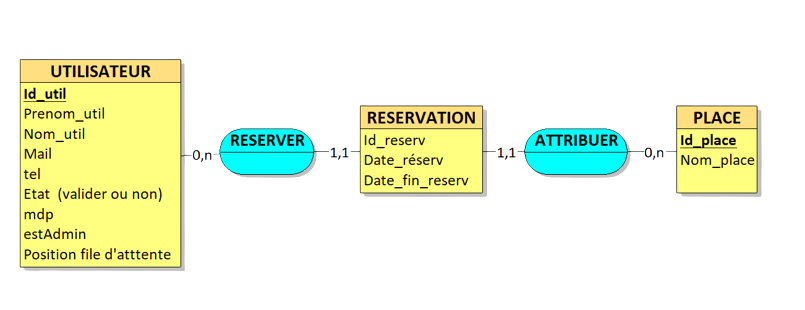 UTILISATEUR
Id_util
Prenom_util
Nom_util
Mail
tel
Etat (valider ou non)
mdp
estAdmin
Position file d'atttente
0,n
RESERVER
1,1
RESERVATION
Id_reserv
Date_réserv
Date_fin_reserv
1,1
ATTRIBUER
0,n
PLACE
Id_place
Nom_place